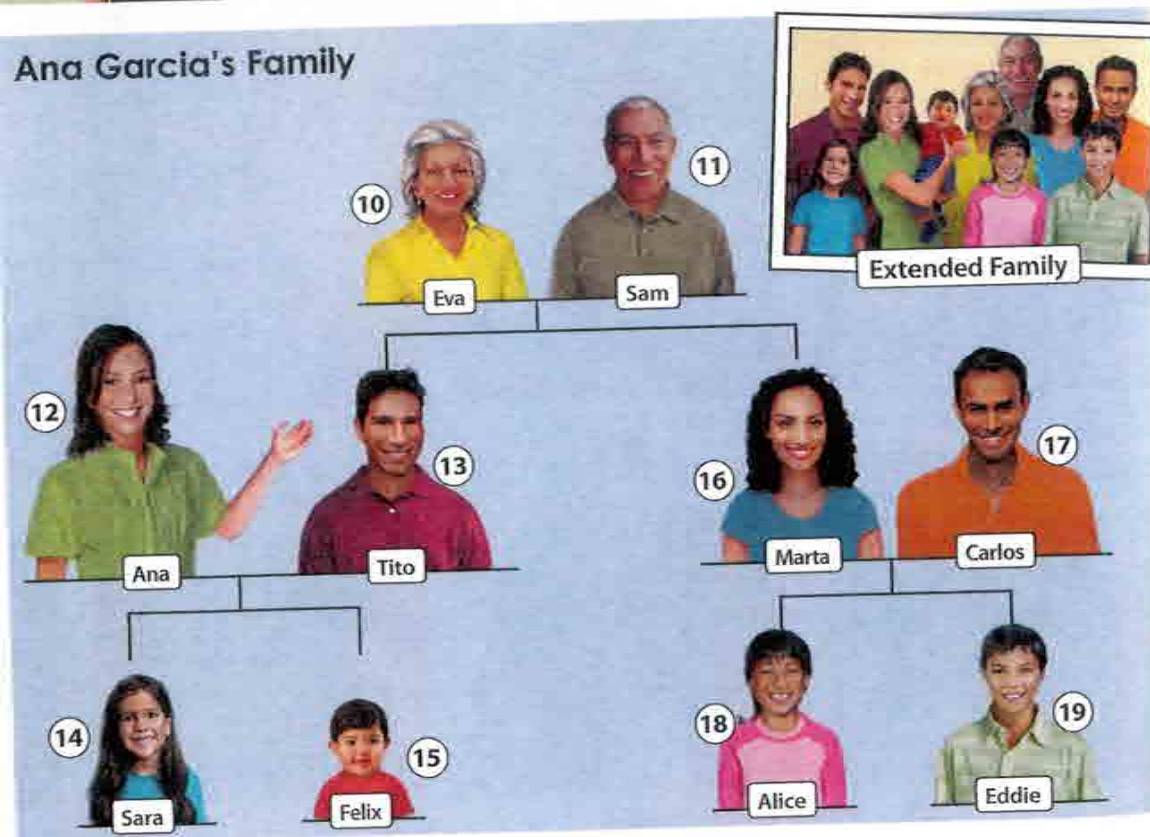 Ana Garcia's Family
Extended Family
10
11
Eva
Sam
12
13
16
17
Ana
Tito
Marta
Carlos
14
15
18
19
Sara
Felix
Alice
Eddie